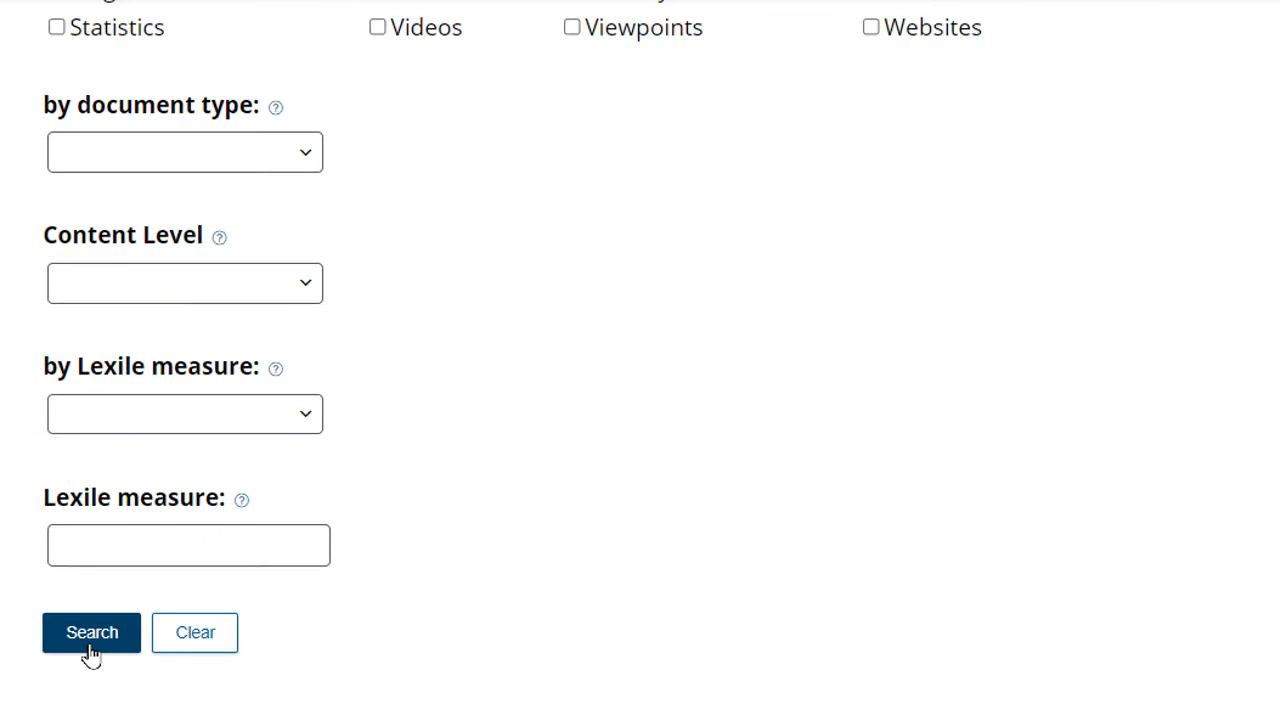 Statistics Videos Viewpoints Websites
by document type: ?
Content Level ?
by Lexile measure: ?
Lexile measure: ?
Search Clear